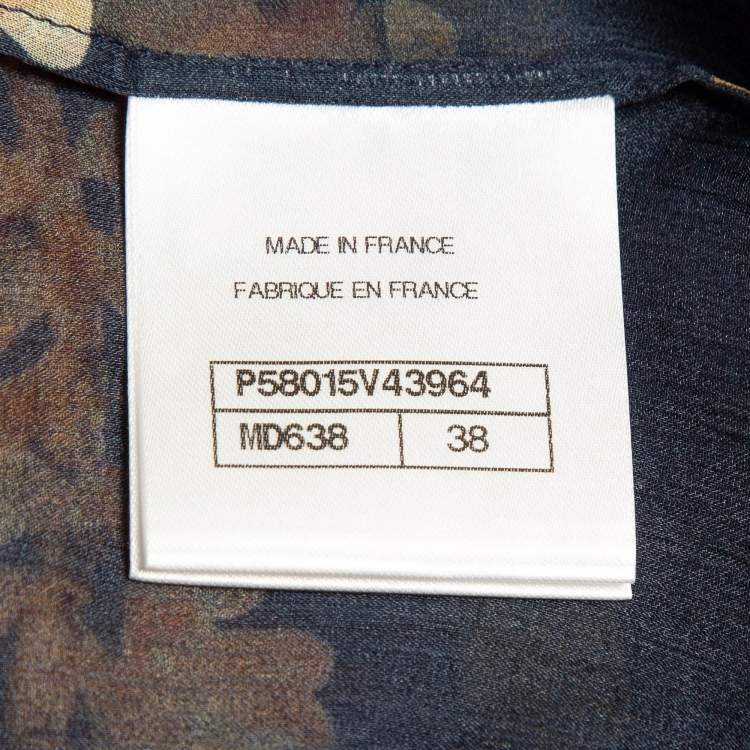 MADE IN FRANCE
FABRIQUE EN FRANCE
P58015V43964
MD638 38